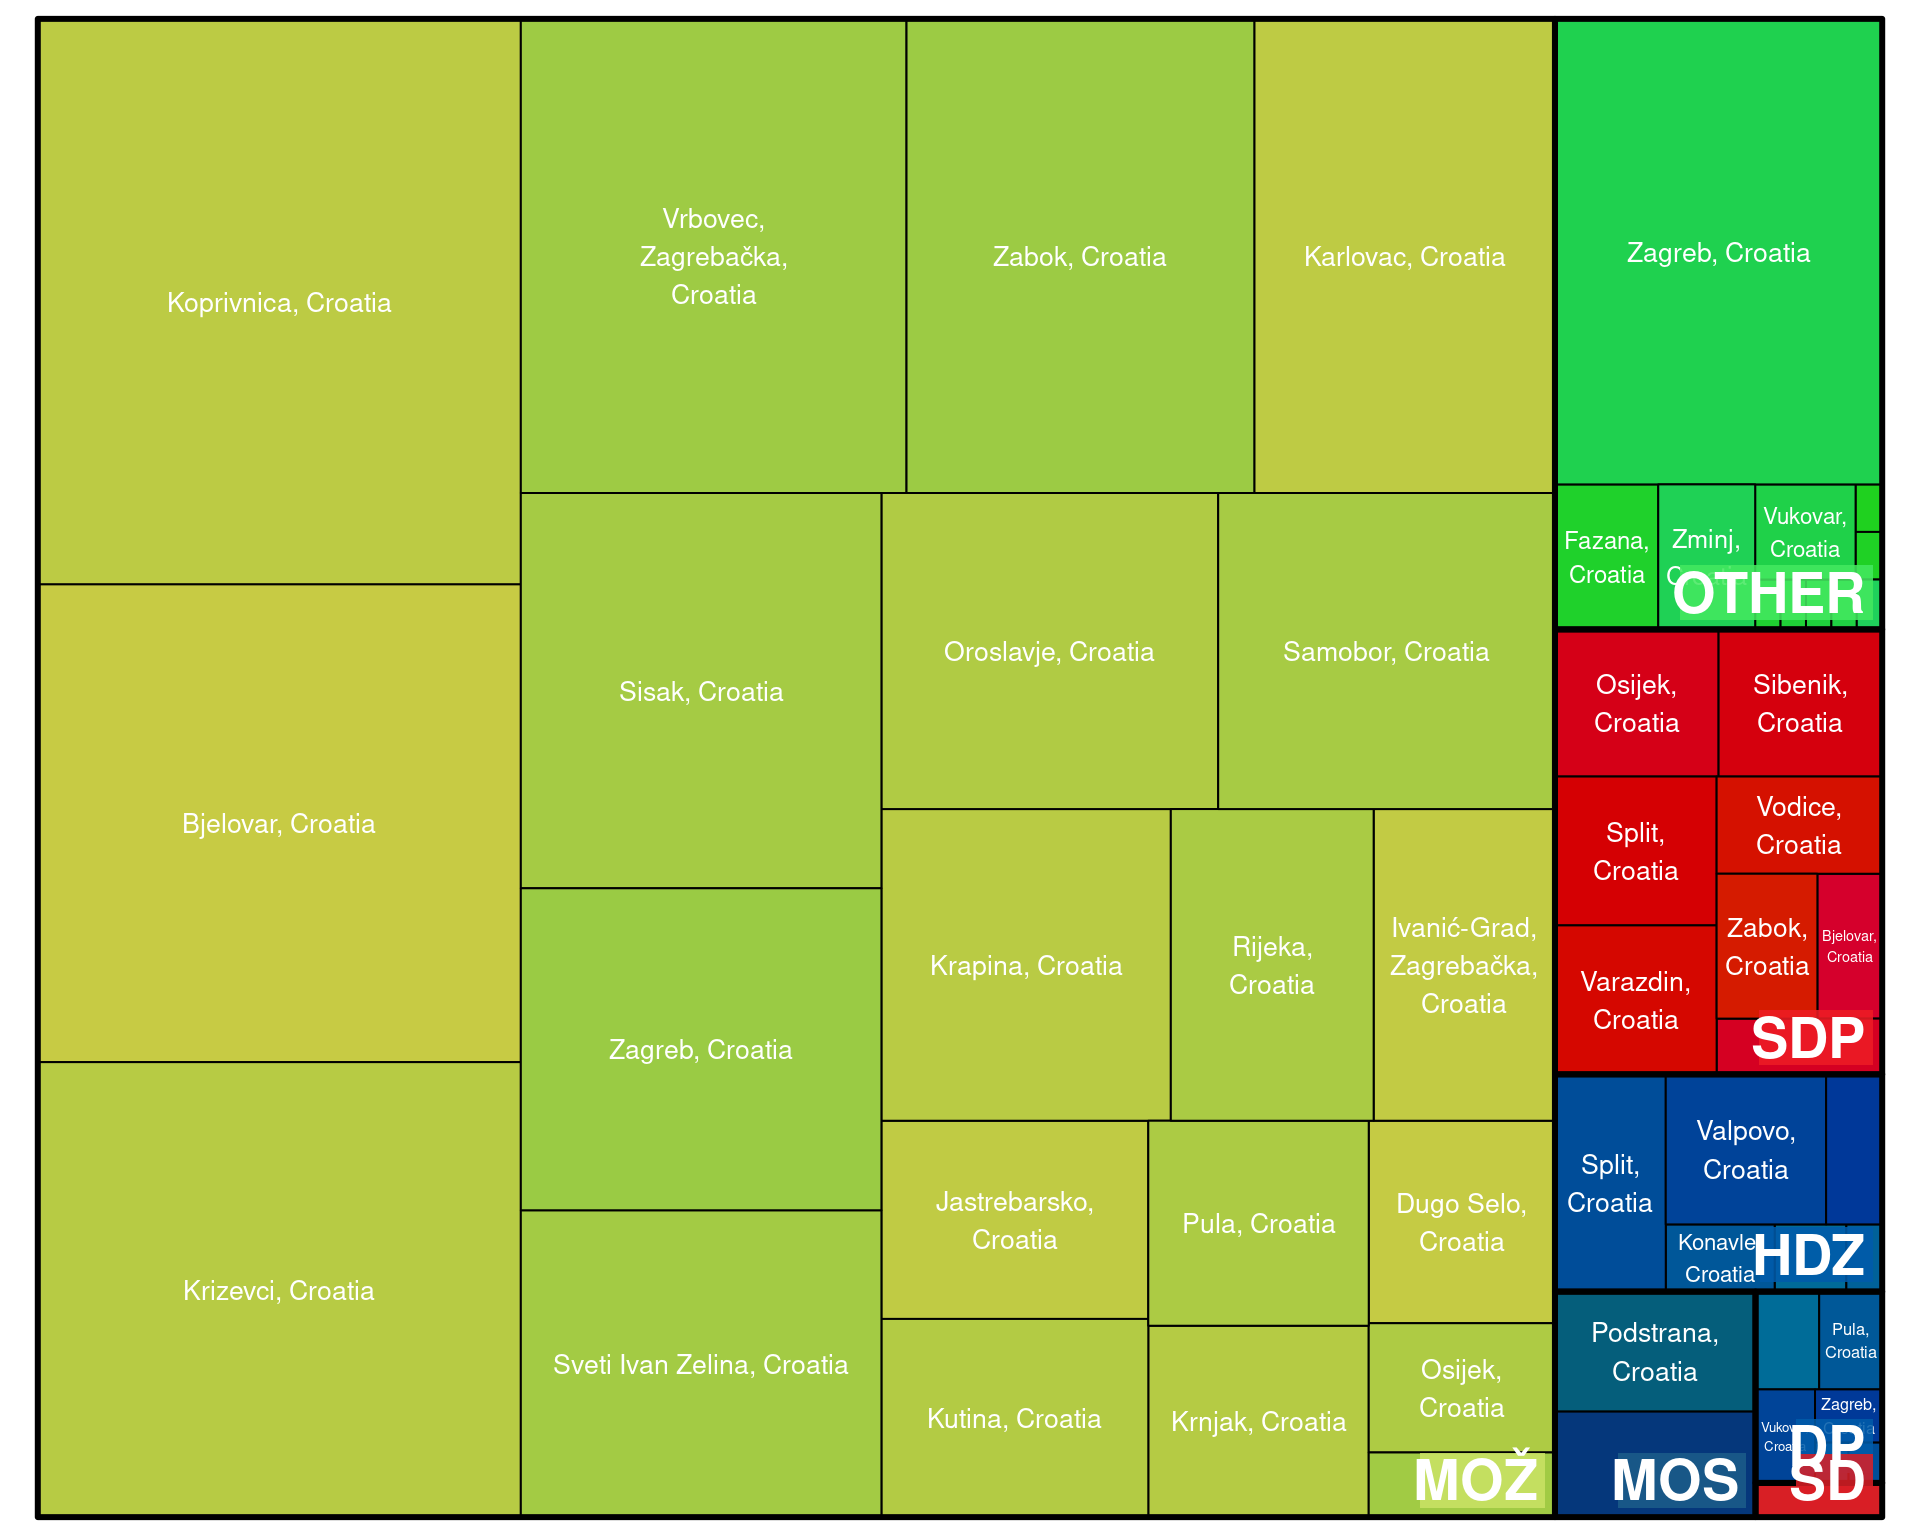 Koprivnica, Croatia
Bjelovar, Croatia
Krizevci, Croatia
Vrbovec,
Zagrebačka,
Croatia
Zabok, Croatia
Karlovac, Croatia
Sisak, Croatia
Zagreb, Croatia
Sveti Ivan Zelina, Croatia
Oroslavje, Croatia
Samobor, Croatia
Krapina, Croatia
Rijeka,
Croatia
Ivanić-Grad,
Zagrebačka,
Croatia
Jastrebarsko,
Croatia
Kutina, Croatia
Pula, Croatia
Krnjak, Croatia
Dugo Selo,
Croatia
Osijek,
Croatia
MOŽ
Zagreb, Croatia
Fazana,
Croatia
Zminj,
Vukovar,
Croatia
OTHER
Osijek,
Croatia
Sibenik,
Croatia
Split,
Croatia
Vodice,
Croatia
Varazdin,
Croatia
Zabok,
Croatia
Bjelovar,
Croatia
SDP
Split,
Croatia
Valpovo,
Croatia
Konavle
Croatia
HDZ
Podstrana,
Croatia
MOS
Pula,
Croatia
Zagreb,
DP
SD